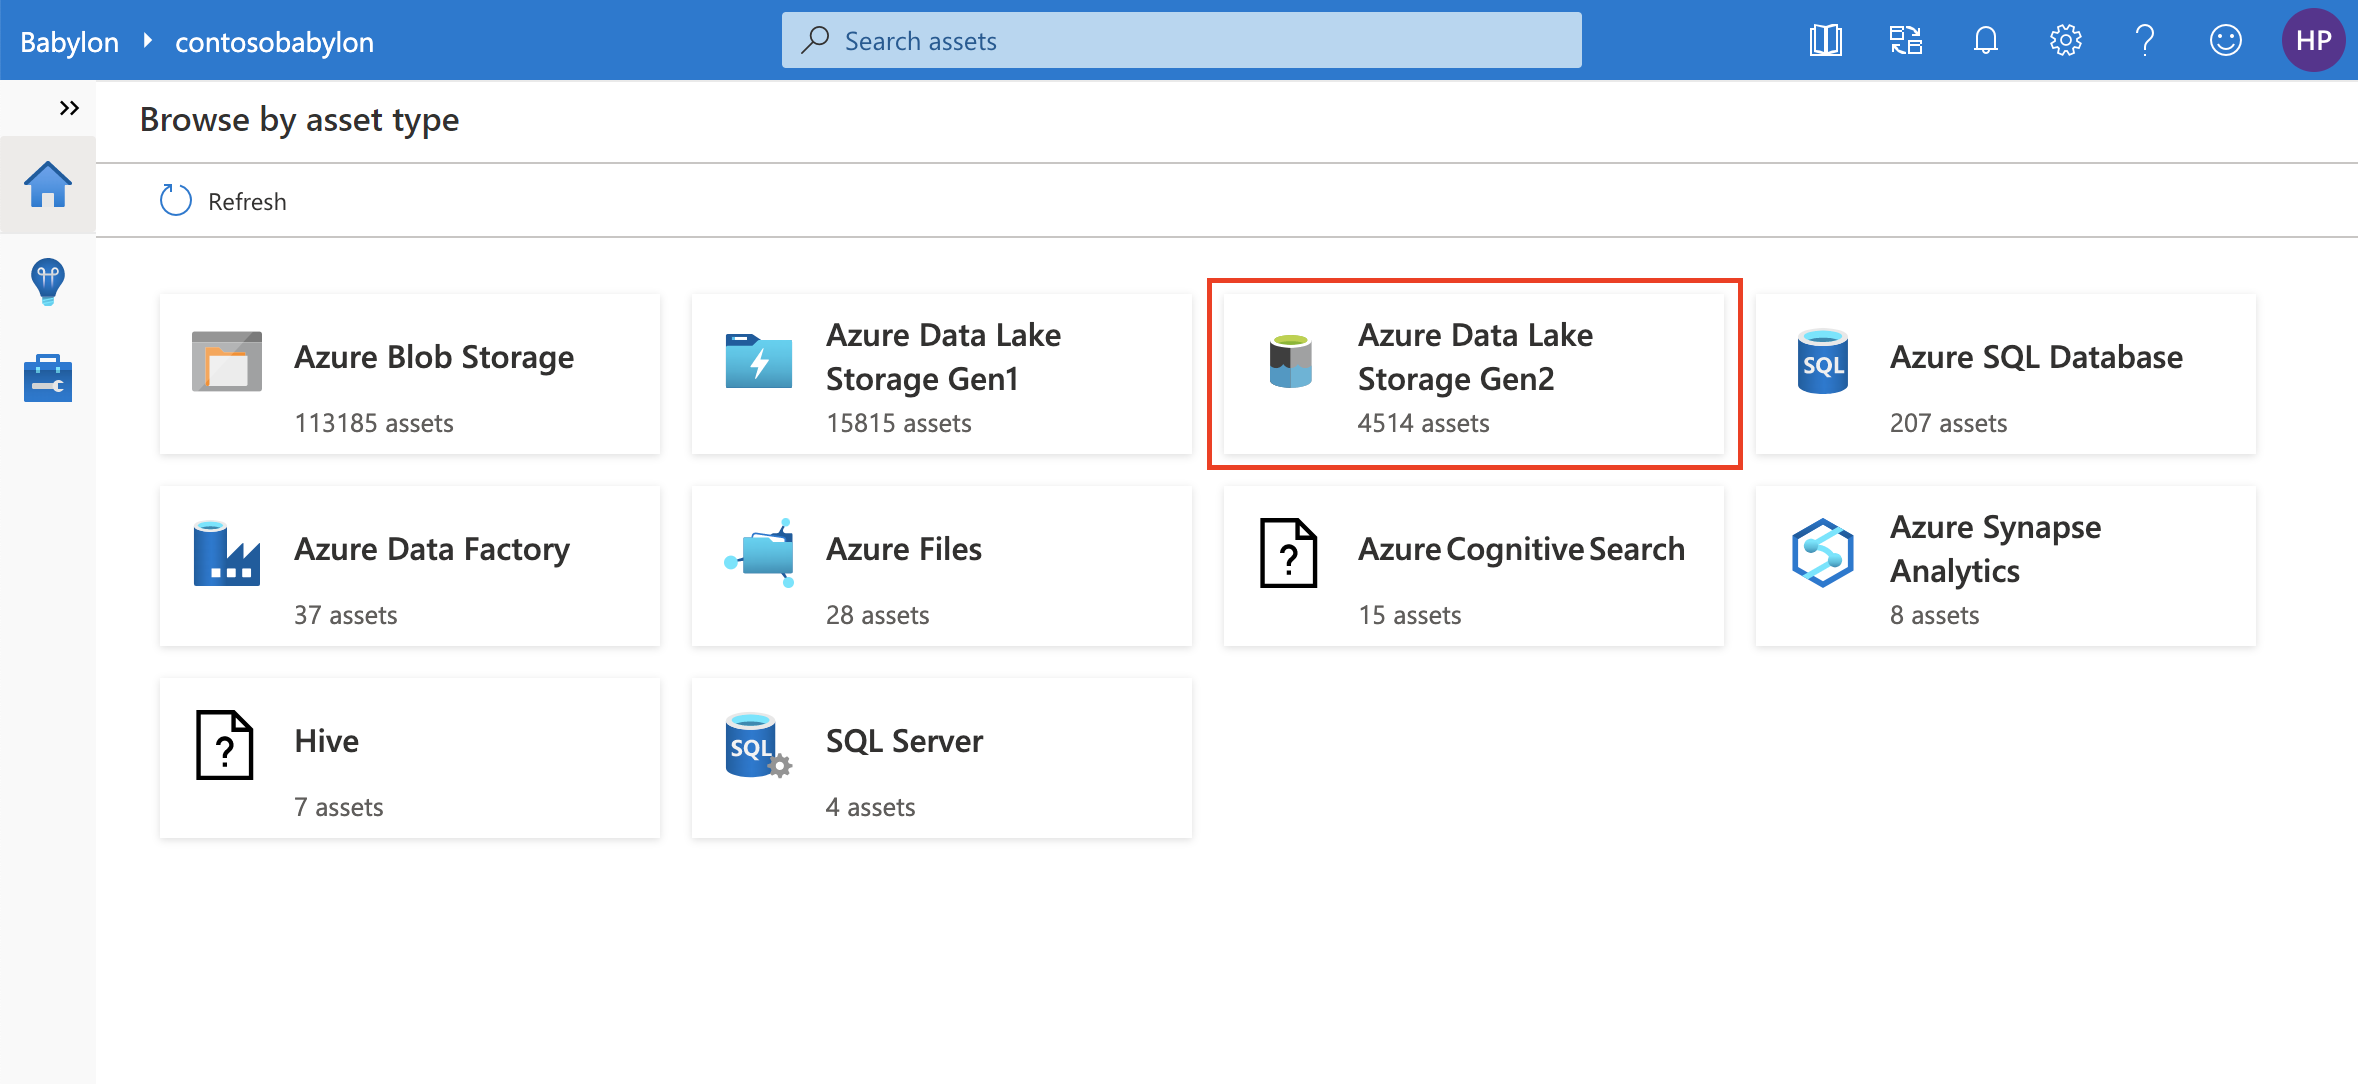 Babylon
contosobabylon
Search assets
HP
Browse by asset type
Refresh
Azure Blob Storage
113185 assets
Azure Data Lake
Storage Gen1
15815 assets
Azure Data Lake
Storage Gen2
4514 assets
SQL
Azure SQL Database
207 assets
Azure Data Factory
37 assets
Azure Files
28 assets
?
Azure Cognitive Search
15 assets
Azure Synapse
Analytics
8 assets
?
Hive
7 assets
SQL
SQL Server
4 assets